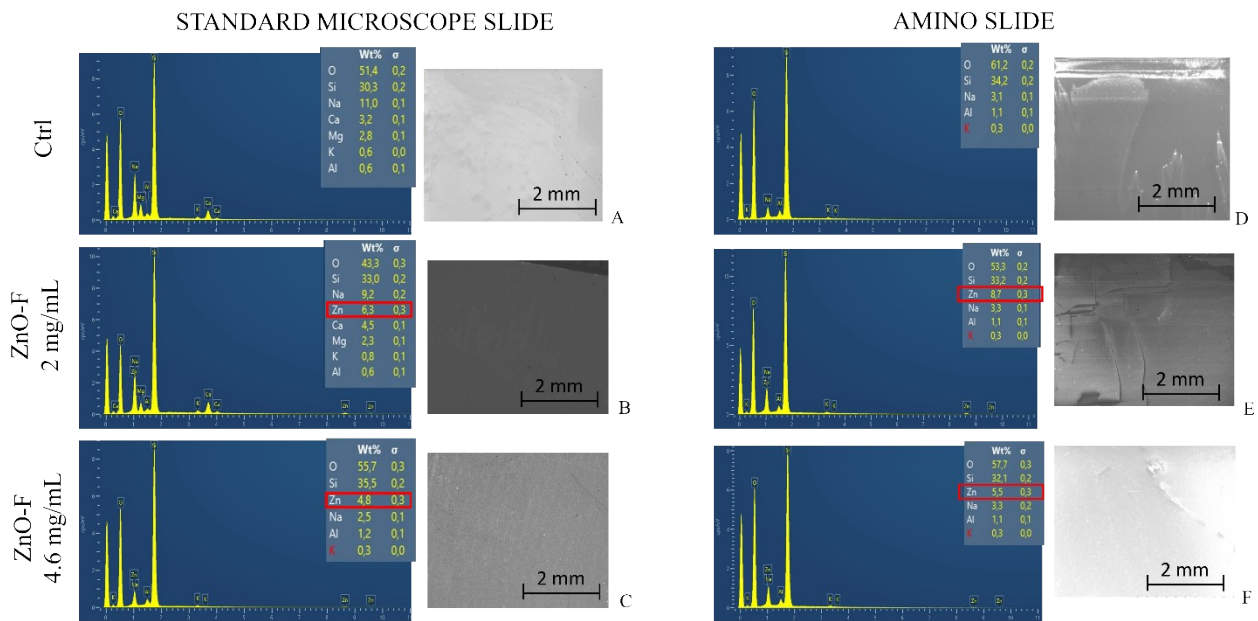 STANDARD MICROSCOPE SLIDE
AMINO SLIDE
Ctrl
Wt% σ
O 51,4 0,2
Si 30,3 0,2
Na 11,0 0,1
Ca 3,2 0,1
Mg 2,8 0,1
K 0,6 0,0
Al 0,6 0,1
2 mm
A
Wt% σ
O 61,2 0,2
Si 34,2 0,2
Na 3,1 0,1
Al 1,1 0,1
K 0,3 0,0
2 mm
D
ZnO-F
2 mg/mL
Wt% σ
O 43,3 0,3
Si 33,0 0,2
Na 9,2 0,2
Zn 6,3 0,3
Ca 4,5 0,1
Mg 2,3 0,1
K 0,8 0,1
Al 0,6 0,1
2 mm
B
Wt% σ
O 53,3 0,2
Si 33,2 0,2
Zn 8,7 0,3
Na 3,3 0,1
Al 1,1 0,1
K 0,3 0,0
2 mm
E
ZnO-F
4.6 mg/mL
Wt% σ
O 55,7 0,3
Si 35,5 0,2
Zn 4,8 0,3
Na 2,5 0,1
Al 1,2 0,1
K 0,3 0,0
2 mm
C
Wt% σ
O 57,7 0,3
Si 32,1 0,2
Zn 5,5 0,3
Na 3,3 0,2
Al 1,1 0,1
K 0,3 0,0
2 mm
F